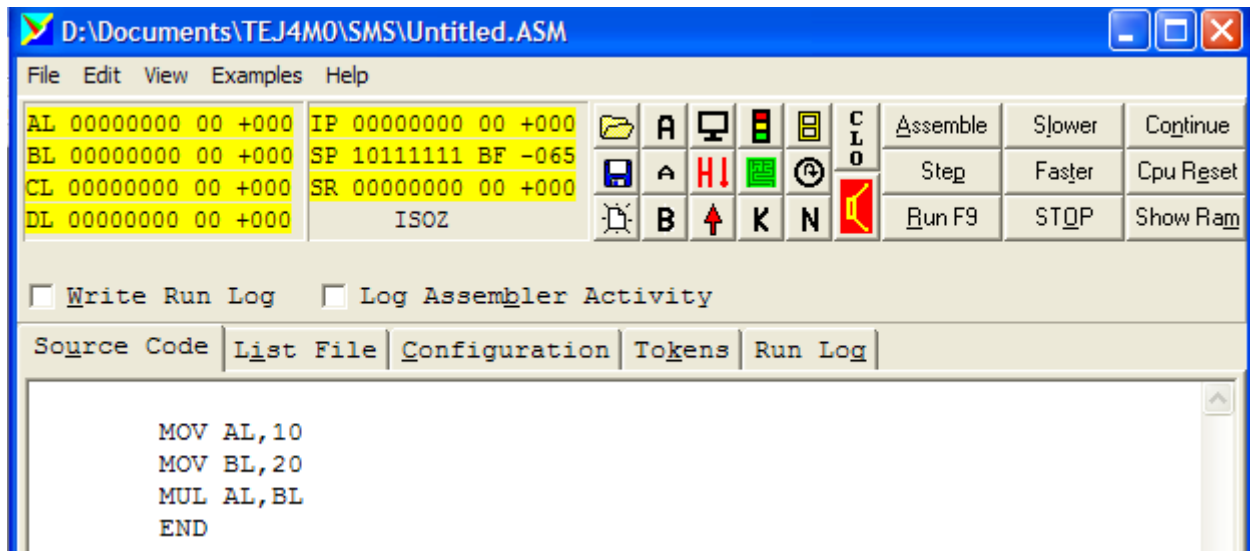 D:\Documents\TEJ4M0\SMS\Untitled.ASM
File Edit View Examples Help
AL 00000000 00 +000 IP 00000000 00 +000
BL 00000000 00 +000 SP 10111111 BF -065
CL 00000000 00 +000 SR 00000000 00 +000
DL 00000000 00 +000 ISOZ
A CLO Assemble Slower Continue
A H Step Faster Cpu Reset
B K N Run F9 STOP Show Ram
Write Run Log Log Assembler Activity
Source Code List File Configuration Tokens Run Log
MOV AL,10
MOV BL,20
MUL AL,BL
END